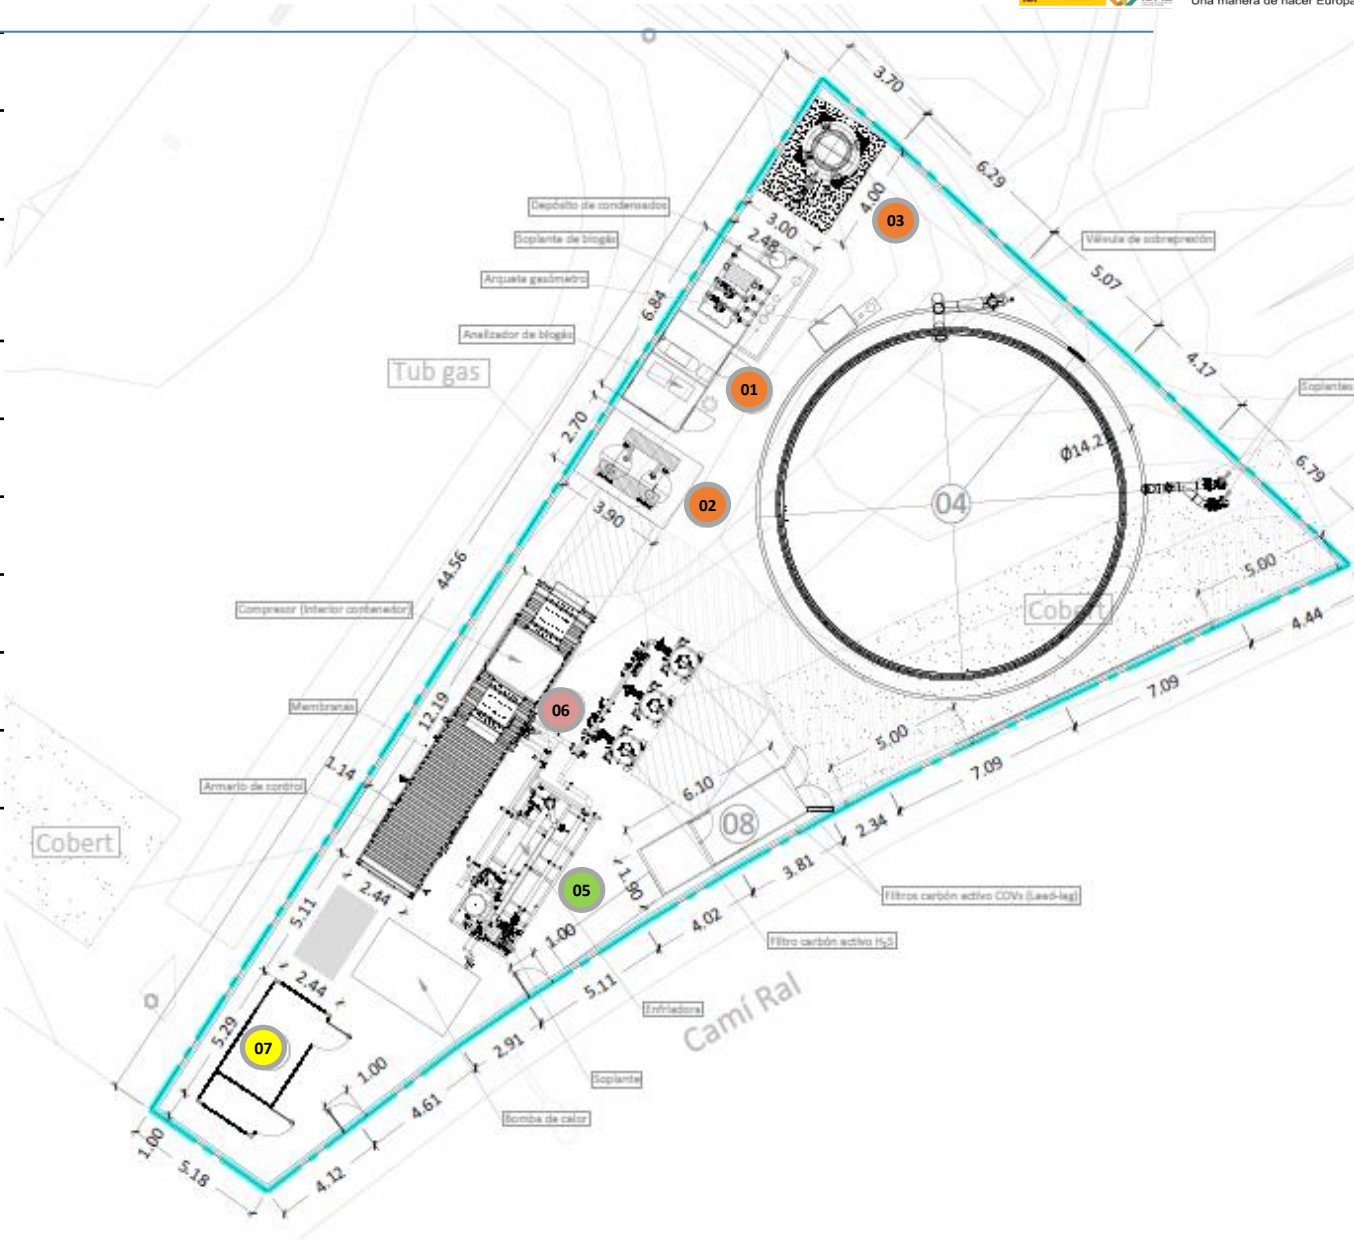 Una manera de hacer Europa
3.70
6.29
Depósito de condensados
4.00
03
3.00
Soplante de biogás
2.48
Válvula de sobrepresión
5.07
Arqueta gasómetro
6.84
Analizador de biogás
4.17
Tub gas
01
Soplantes
2.70
Ø14.2
6.79
02
04
3.90
44.56
5.00
Compresor (interior contenedor)
Cobert
4.44
7.09
Membranas
12.19
06
5.00
1.14
7.09
Armario de control
6.10
08
2.34
Cobert
3.81
2.44
05
1.90
Filtros carbón activo COVs (Lead-lag)
5.11
4.02
1.00
Filtro carbón activo H₂S
2.44
5.11
Enfriadora
Camí Ral
5.29
07
2.91
1.00
Soplante
4.61
Bomba de calor
1.00
5.18
4.12